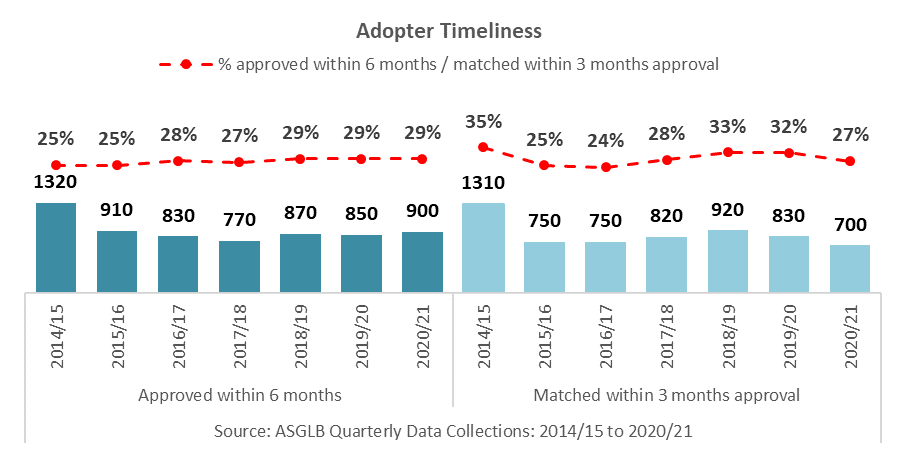 Adopter Timeliness
% approved within 6 months / matched within 3 months approval
25% 25% 28% 27% 29% 29% 29% 35% 25% 24% 28% 33% 32% 27%
1320 910 830 770 870 850 900 1310 750 750 820 920 830 700
2014/15 2015/16 2016/17 2017/18 2018/19 2019/20 2020/21 2014/15 2015/16 2016/17 2017/18 2018/19 2019/20 2020/21
Approved within 6 months Matched within 3 months approval
Source: ASGLB Quarterly Data Collections: 2014/15 to 2020/21